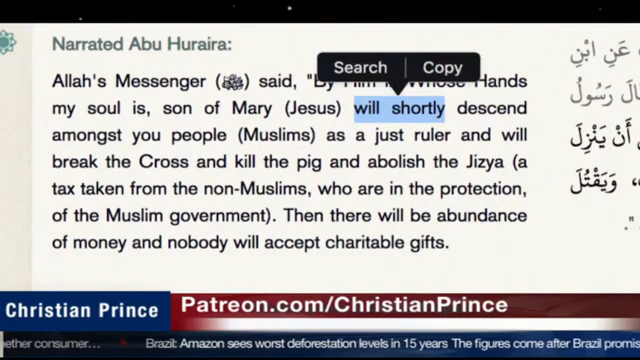 Narrated Abu Huraira:
Search Copy
Allah's Messenger (ﷺ) said, "By Him in Whose Hands
my soul is, son of Mary (Jesus) will shortly descend
amongst you people (Muslims) as a just ruler and will
break the Cross and kill the pig and abolish the Jizya (a
tax taken from the non-Muslims, who are in the protection,
of the Muslim government). Then there will be abundance
of money and nobody will accept charitable gifts.
عَنِ ابْنِ
رَسُولُ
أَنْ يَنْزِلَ
وَيَقْتُلَ
Christian Prince
Patreon.com/ChristianPrince
consumer... Brazil: Amazon sees worst deforestation levels in 15 years The figures come after Brazil promis